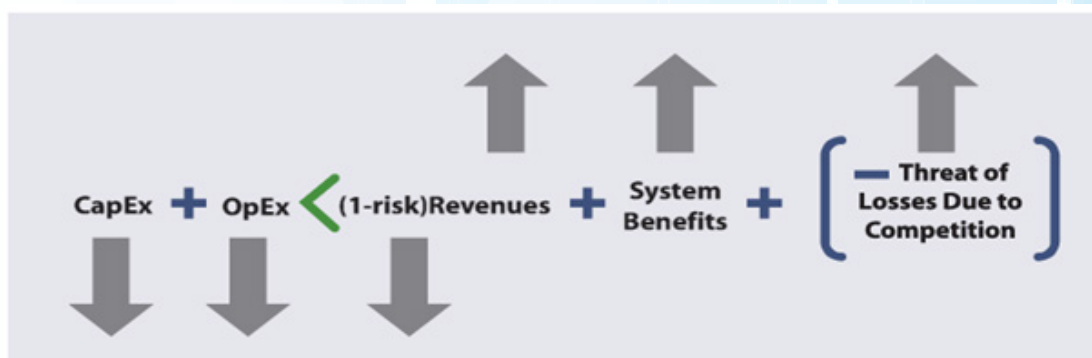 CapEx + OpEx < (1-risk)Revenues + System Benefits + [— Threat of Losses Due to Competition]